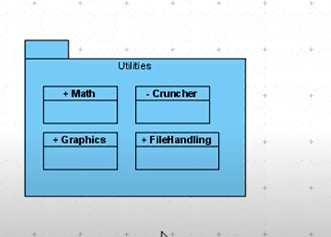 Utilities
+ Math
- Cruncher
+ Graphics
+ FileHandling